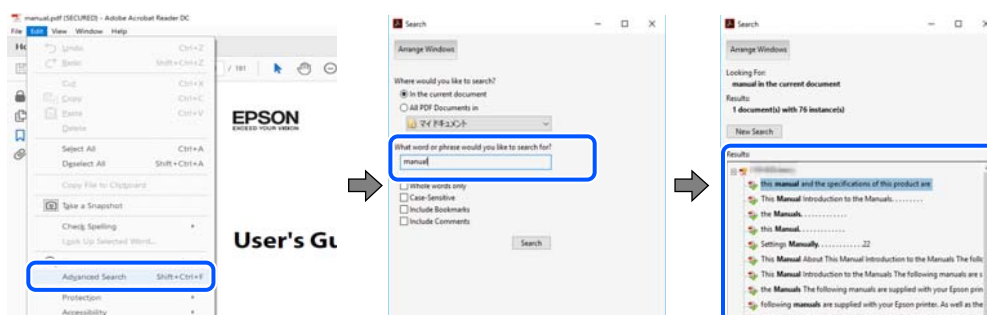 manual.pdf (SECURED) - Adobe Acrobat Reader DC
File Edit View Window Help
Undo Ctrl+Z
Redo Shift+Ctrl+Z
Cut Ctrl+X
Copy Ctrl+C
Paste Ctrl+V
Delete
Select All Ctrl+A
Deselect All Shift+Ctrl+A
Copy File to Clipboard
Take a Snapshot
Check Spelling
Look Up Selected Word...
Advanced Search Shift+Ctrl+F
Protection
Accessibility
/ 181
EPSON
EXCEED YOUR VISION
User's Gu
Search
Arrange Windows
Where would you like to search?
In the current document
All PDF Documents in
マイ ドキュメント
What word or phrase would you like to search for?
manual
Whole words only
Case-Sensitive
Include Bookmarks
Include Comments
Search
Search
Arrange Windows
Looking For:
manual in the current document
Results:
1 document(s) with 76 instance(s)
New Search
Results:
this manual and the specifications of this product are
This Manual Introduction to the Manuals. . . . . . . . .
the Manuals. . . . . . . . . . . . .
this Manual. . . . . . . . . . . . .
Settings Manually. . . . . . . . . . . . .22
This Manual About This Manual Introduction to the Manuals The follo
This Manual Introduction to the Manuals The following manuals are s
the Manuals The following manuals are supplied with your Epson prin
following manuals are supplied with your Epson printer. As well as the